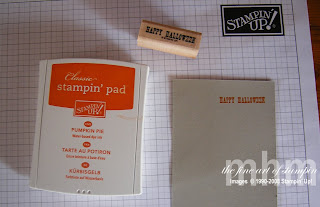 HAPPY HALLOWEEN
STAMPIN' UP!
Classic
stampin' pad
STAMPIN' UP!
PUMPKIN PIE
TARTE AU POTIRON
KÜRBISGELB
HAPPY HALLOWEEN
mhm
the fine art of stampin
Images © 1990-2008 Stampin' Up!